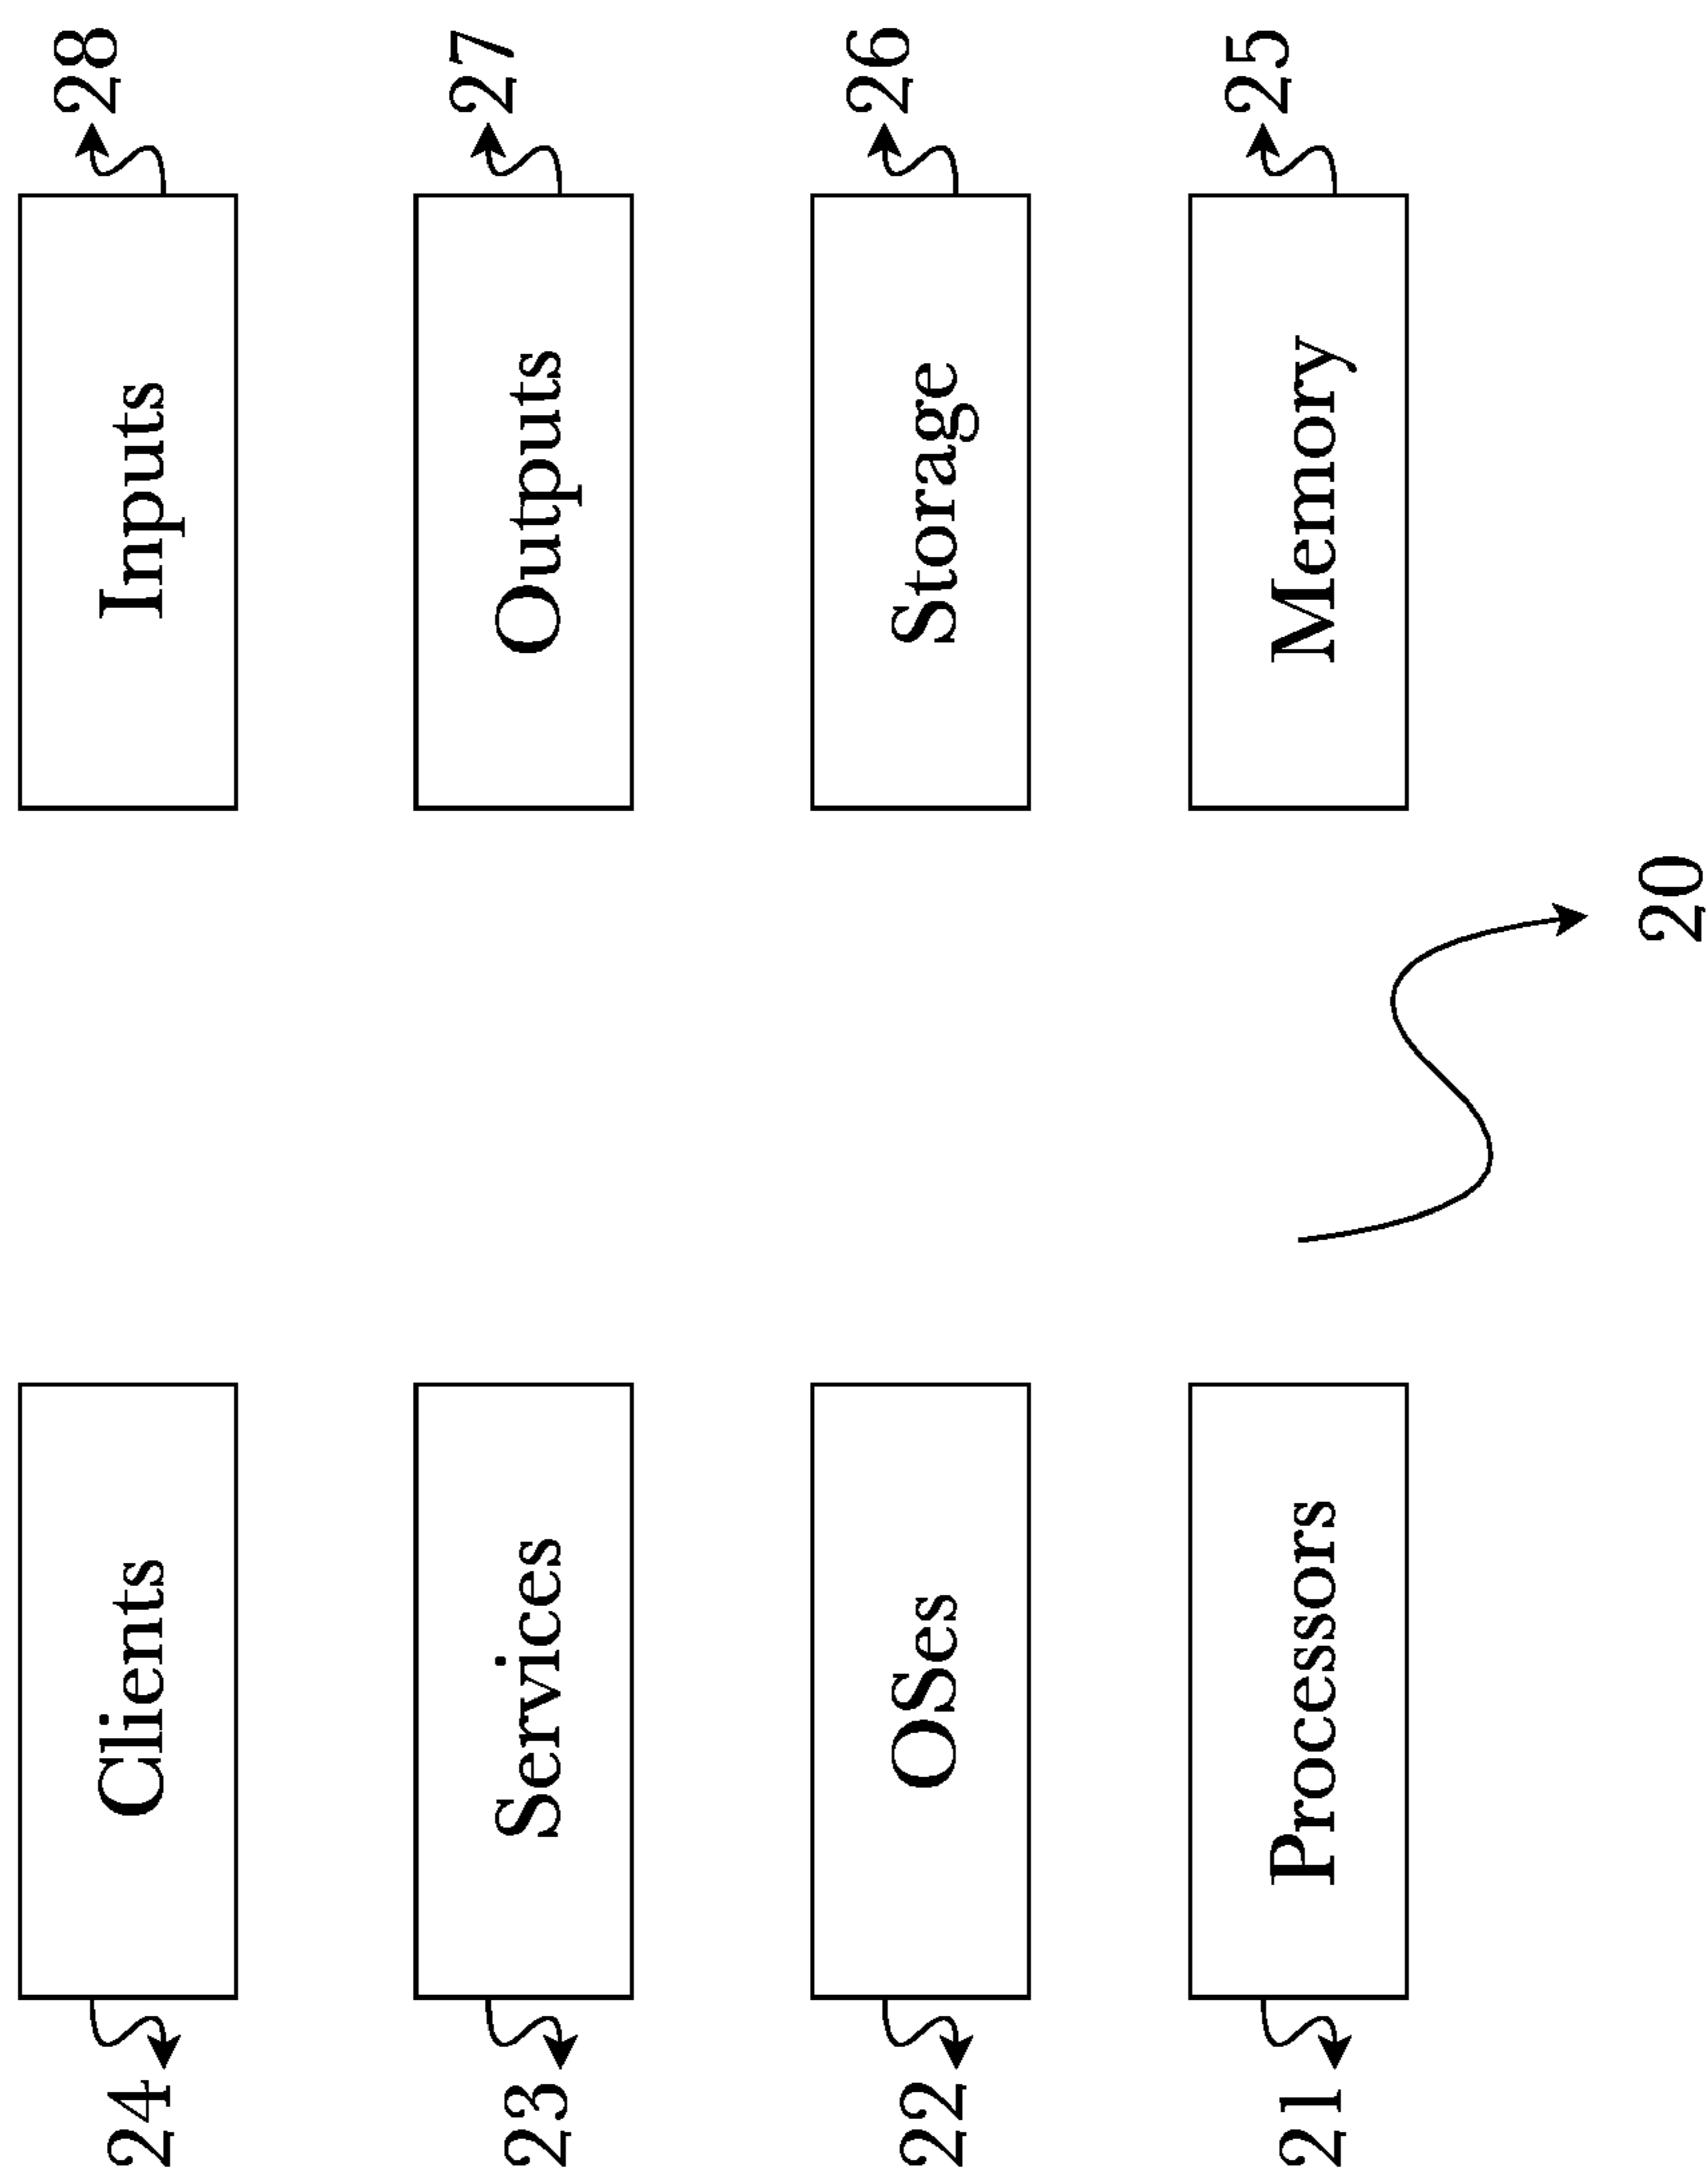 24 Clients Inputs 28
23 Services Outputs 27
22 OSes Storage 26
21 Processors Memory 25
20